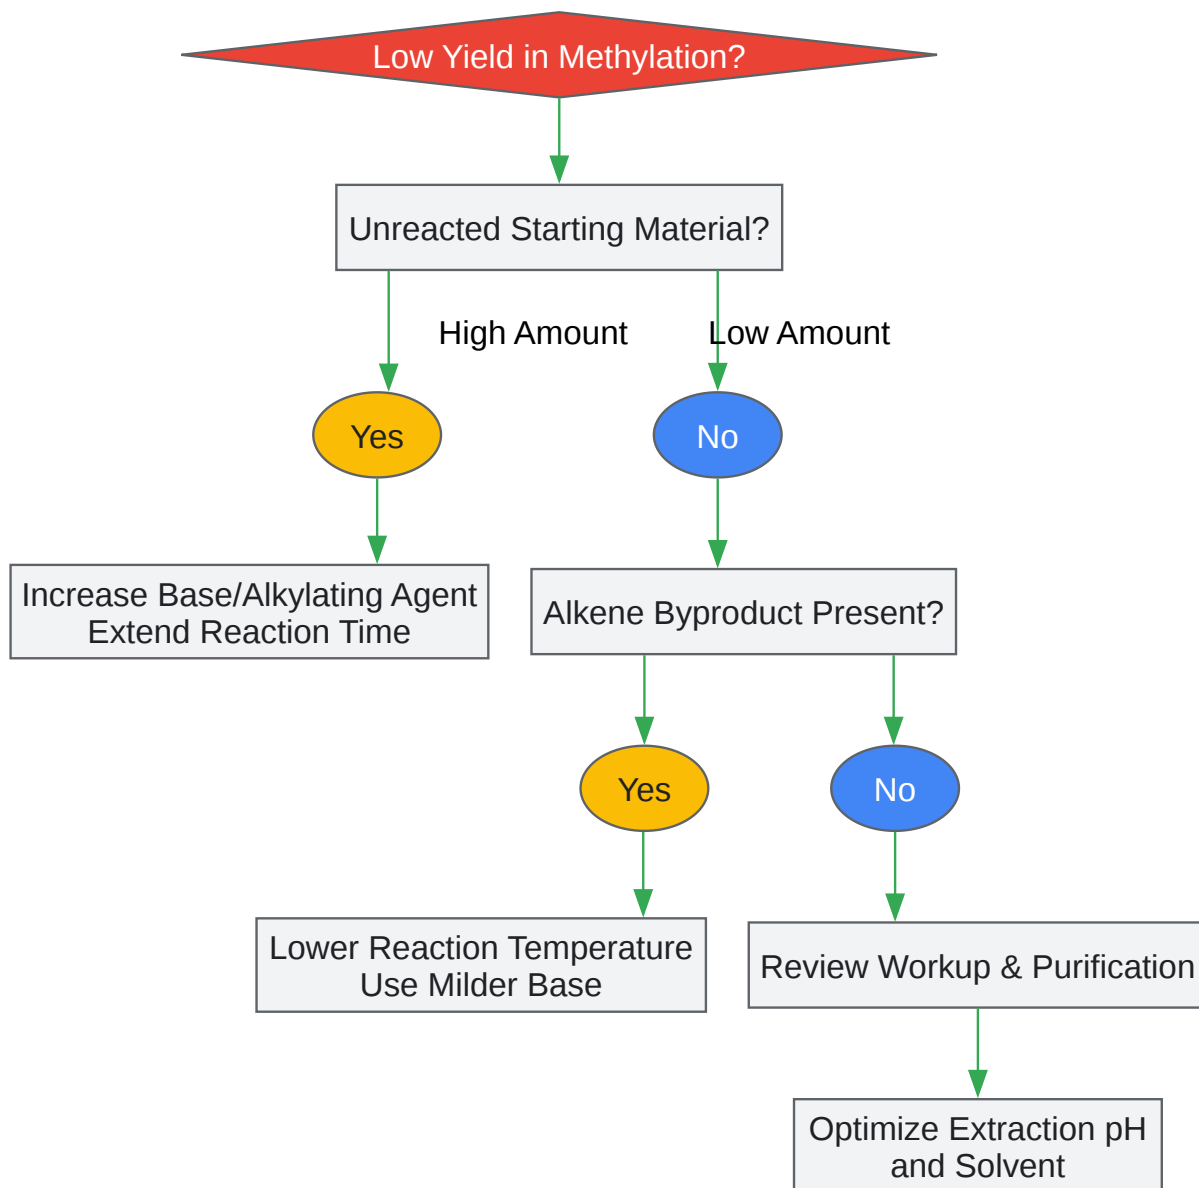 Low Yield in Methylation?
Unreacted Starting Material?
High Amount
Low Amount
Yes
No
Increase Base/Alkylating Agent
Extend Reaction Time
Alkene Byproduct Present?
Yes
No
Lower Reaction Temperature
Use Milder Base
Review Workup & Purification
Optimize Extraction pH
and Solvent